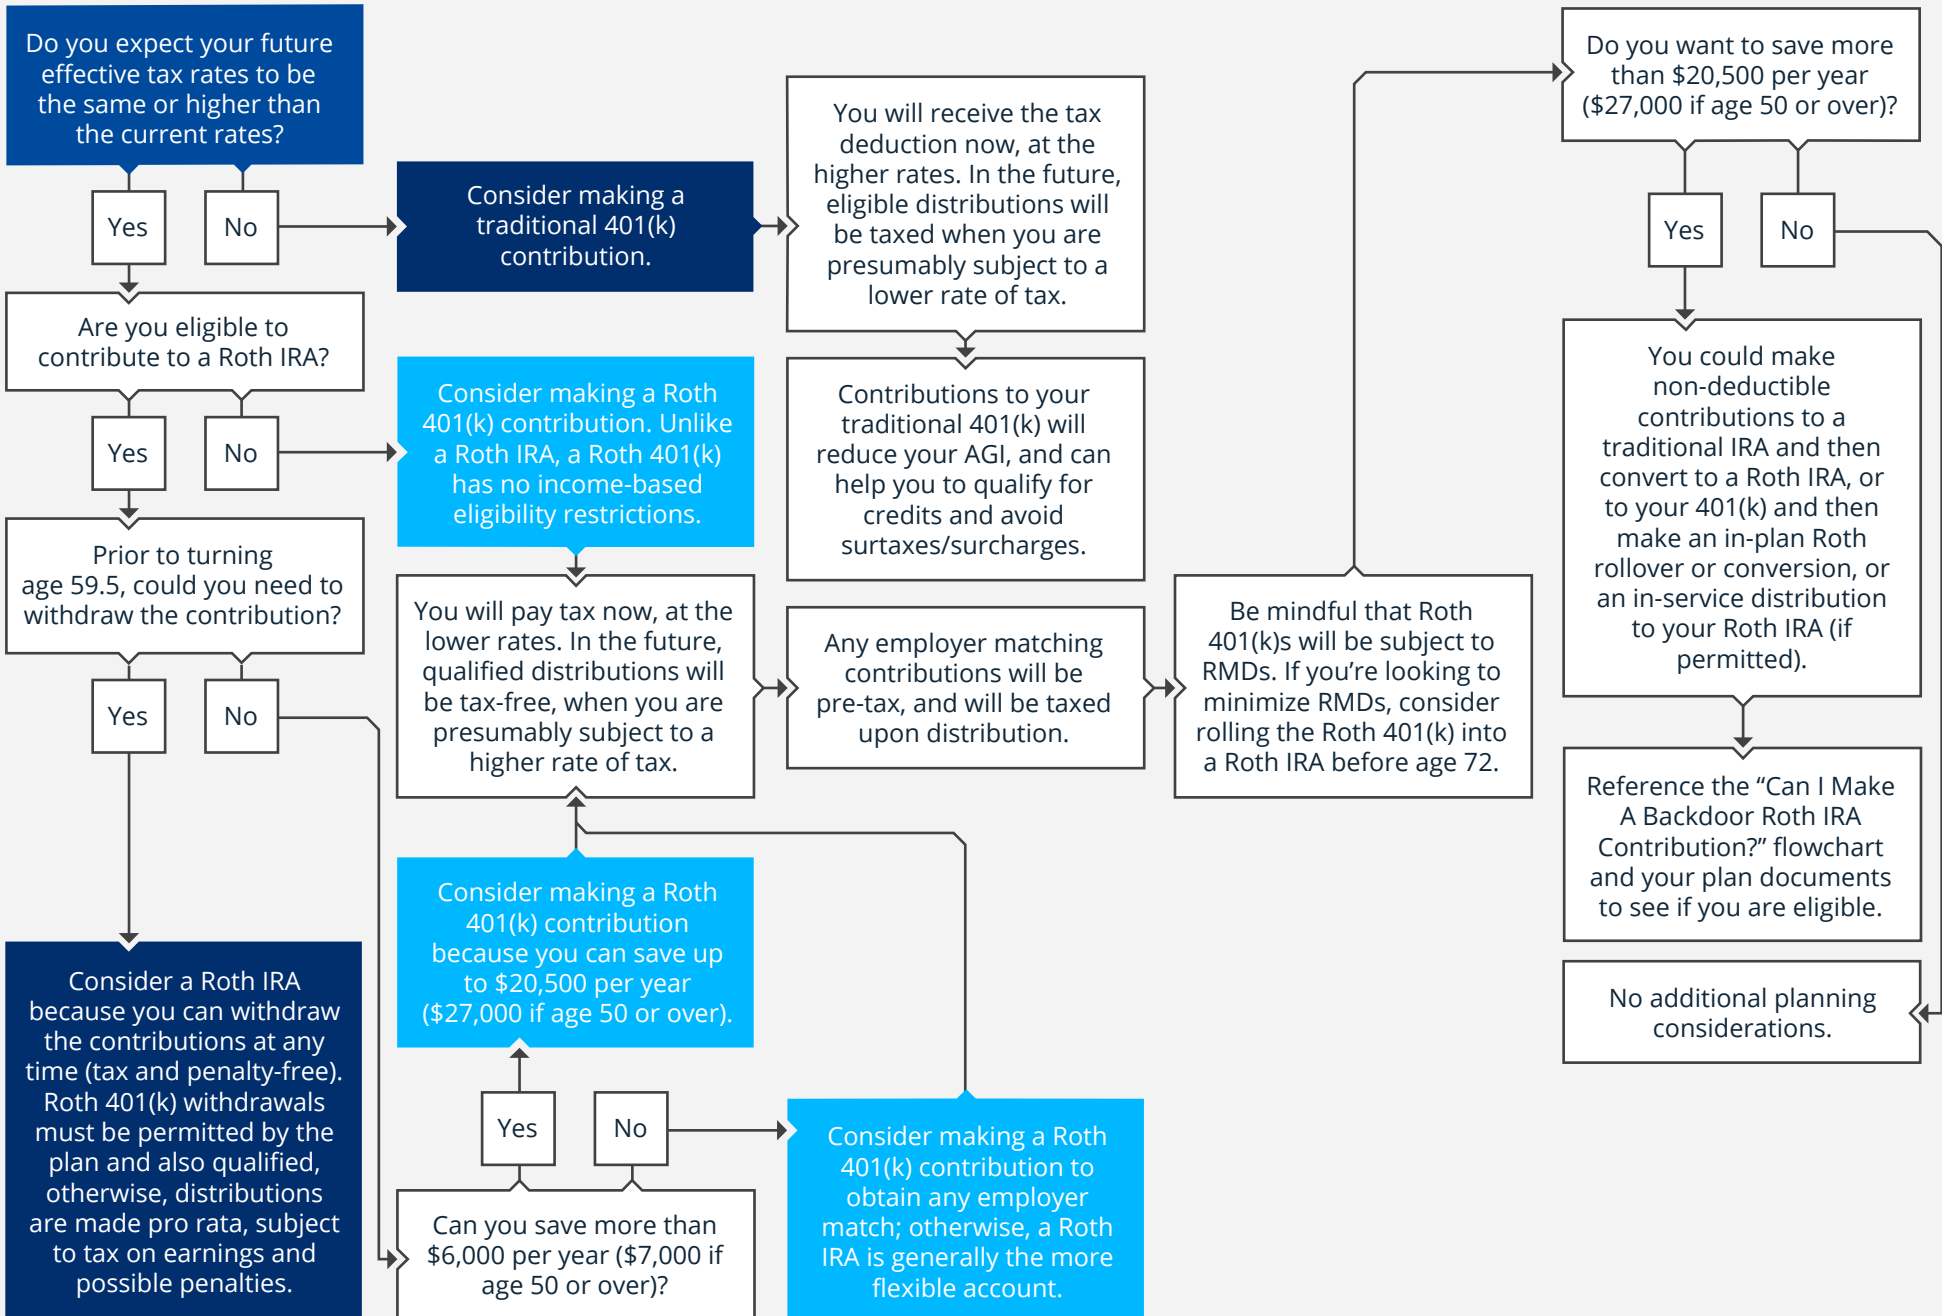 Do you expect your future
effective tax rates to be
the same or higher than
the current rates?
Yes
No
Are you eligible to
contribute to a Roth IRA?
Yes
No
Prior to turning
age 59.5, could you need to
withdraw the contribution?
Yes
No
Consider a Roth IRA
because you can withdraw
the contributions at any
time (tax and penalty-free).
Roth 401(k) withdrawals
must be permitted by the
plan and also qualified,
otherwise, distributions
are made pro rata, subject
to tax on earnings and
possible penalties.
Consider making a
traditional 401(k)
contribution.
Consider making a Roth
401(k) contribution. Unlike
a Roth IRA, a Roth 401(k)
has no income-based
eligibility restrictions.
You will pay tax now, at the
lower rates. In the future,
qualified distributions will
be tax-free, when you are
presumably subject to a
higher rate of tax.
Consider making a Roth
401(k) contribution
because you can save up
to $20,500 per year
($27,000 if age 50 or over).
Yes
No
Can you save more than
$6,000 per year ($7,000 if
age 50 or over)?
You will receive the tax
deduction now, at the
higher rates. In the future,
eligible distributions will
be taxed when you are
presumably subject to a
lower rate of tax.
Contributions to your
traditional 401(k) will
reduce your AGI, and can
help you to qualify for
credits and avoid
surtaxes/surcharges.
Any employer matching
contributions will be
pre-tax, and will be taxed
upon distribution.
Consider making a Roth
401(k) contribution to
obtain any employer
match; otherwise, a Roth
IRA is generally the more
flexible account.
Be mindful that Roth
401(k)s will be subject to
RMDs. If you’re looking to
minimize RMDs, consider
rolling the Roth 401(k) into
a Roth IRA before age 72.
Do you want to save more
than $20,500 per year
($27,000 if age 50 or over)?
Yes
No
You could make
non-deductible
contributions to a
traditional IRA and then
convert to a Roth IRA, or
to your 401(k) and then
make an in-plan Roth
rollover or conversion, or
an in-service distribution
to your Roth IRA (if
permitted).
Reference the “Can I Make
A Backdoor Roth IRA
Contribution?” flowchart
and your plan documents
to see if you are eligible.
No additional planning
considerations.